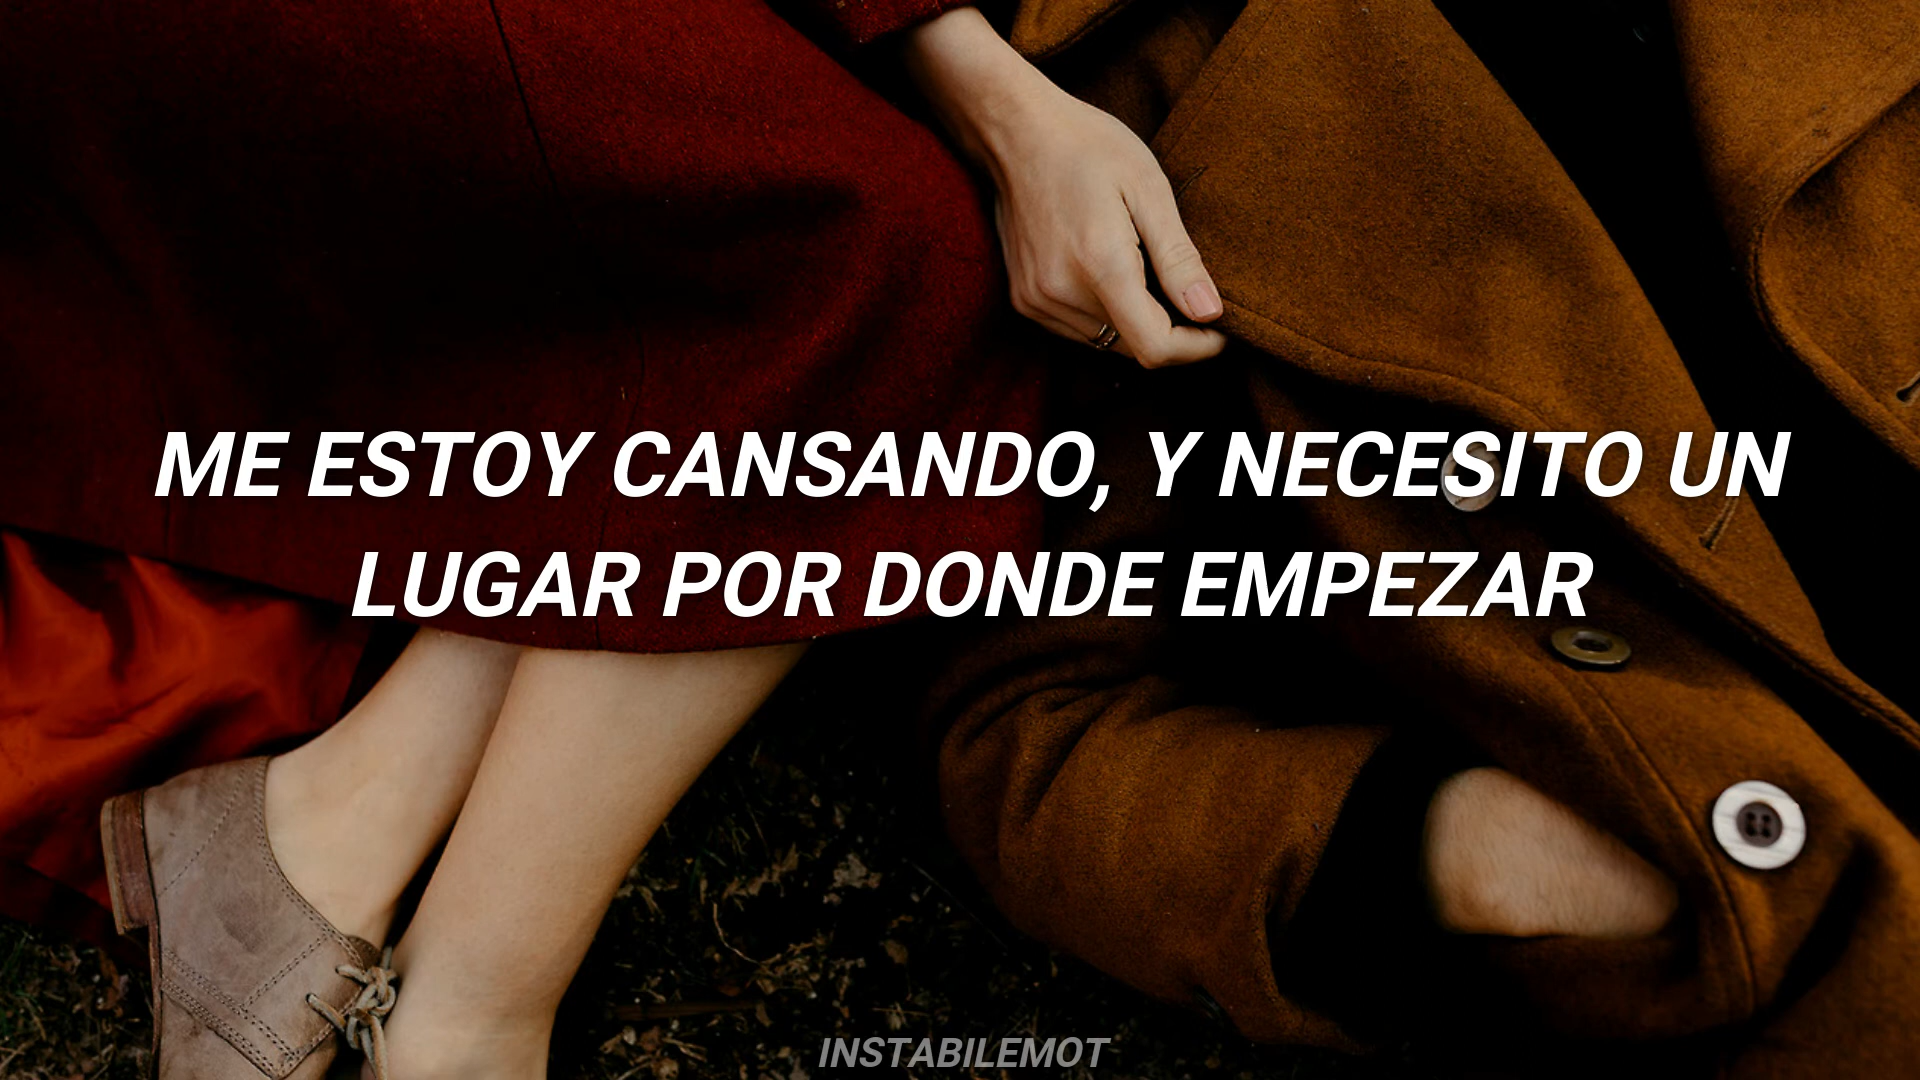 ME ESTOY CANSANDO, Y NECESITO UN
LUGAR POR DONDE EMPEZAR
INSTABILEMOT